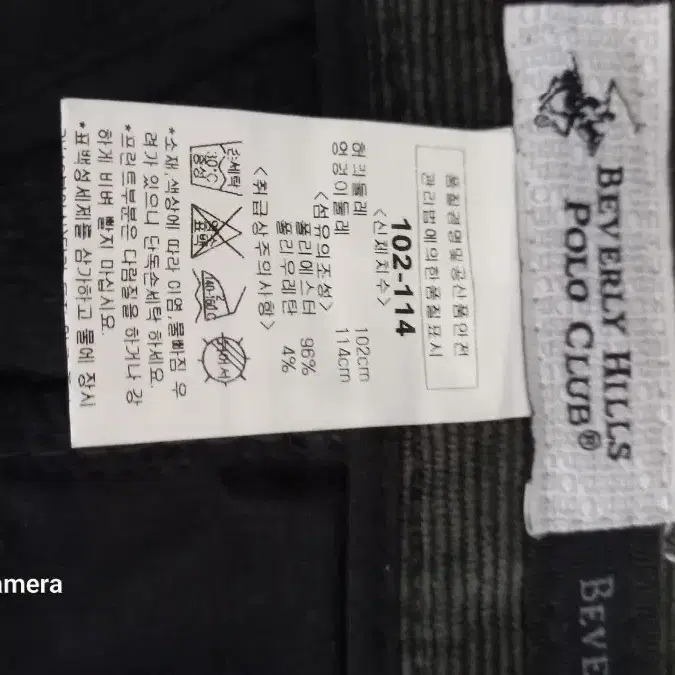 BEVERLY HILLS
POLO CLUB®
BEVE
품질경영및공산품안전
관리법에의한품질표시
102-114
<신체치수>
허리둘레 102cm
엉덩이둘레 114cm
<섬유의조성>
폴리에스터 96%
폴리우레탄 4%
<취급상주의사항>
손세탁
30°C
중성
140-160°C
드라이
*소재,색상에 따라 이염 물빠짐 우
려가 있으니 단독손세탁 하세요.
*프린트부분은 다림질을 하거나 강
하게 비벼 빨지 마십시요.
*표백성세제를 삼가하고 물에 장시
amera